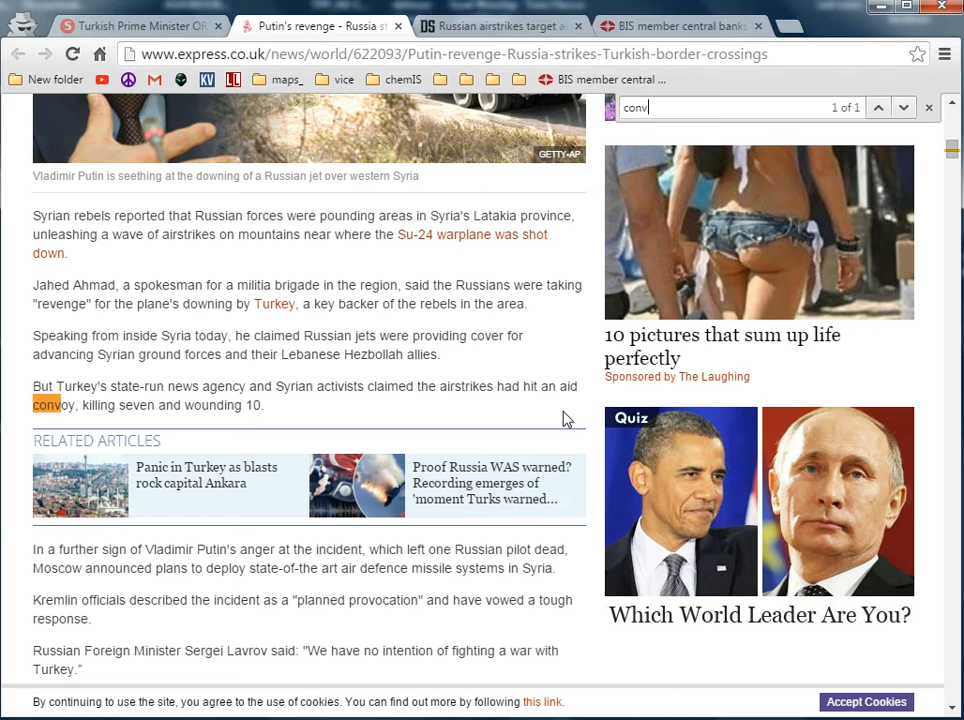 Turkish Prime Minister OR
Putin's revenge - Russia st
DS
Russian airstrikes target a
BIS member central banks
www.express.co.uk/news/world/622093/Putin-revenge-Russia-strikes-Turkish-border-crossings
New folder
maps_
vice
chemIS
BIS member central ...
KV
LL
conv
1 of 1
GETTY-AP
Vladimir Putin is seething at the downing of a Russian jet over western Syria
Syrian rebels reported that Russian forces were pounding areas in Syria's Latakia province,
unleashing a wave of airstrikes on mountains near where the Su-24 warplane was shot
down.
Jahed Ahmad, a spokesman for a militia brigade in the region, said the Russians were taking
"revenge" for the plane's downing by Turkey, a key backer of the rebels in the area.
Speaking from inside Syria today, he claimed Russian jets were providing cover for
advancing Syrian ground forces and their Lebanese Hezbollah allies.
But Turkey's state-run news agency and Syrian activists claimed the airstrikes had hit an aid
convoy, killing seven and wounding 10.
RELATED ARTICLES
Panic in Turkey as blasts
rock capital Ankara
Proof Russia WAS warned?
Recording emerges of
'moment Turks warned...
In a further sign of Vladimir Putin's anger at the incident, which left one Russian pilot dead,
Moscow announced plans to deploy state-of-the art air defence missile systems in Syria.
Kremlin officials described the incident as a "planned provocation" and have vowed a tough
response.
Russian Foreign Minister Sergei Lavrov said: "We have no intention of fighting a war with
Turkey."
10 pictures that sum up life
perfectly
Sponsored by The Laughing
Quiz
Which World Leader Are You?
By continuing to use the site, you agree to the use of cookies. You can find out more by following this link.
Accept Cookies